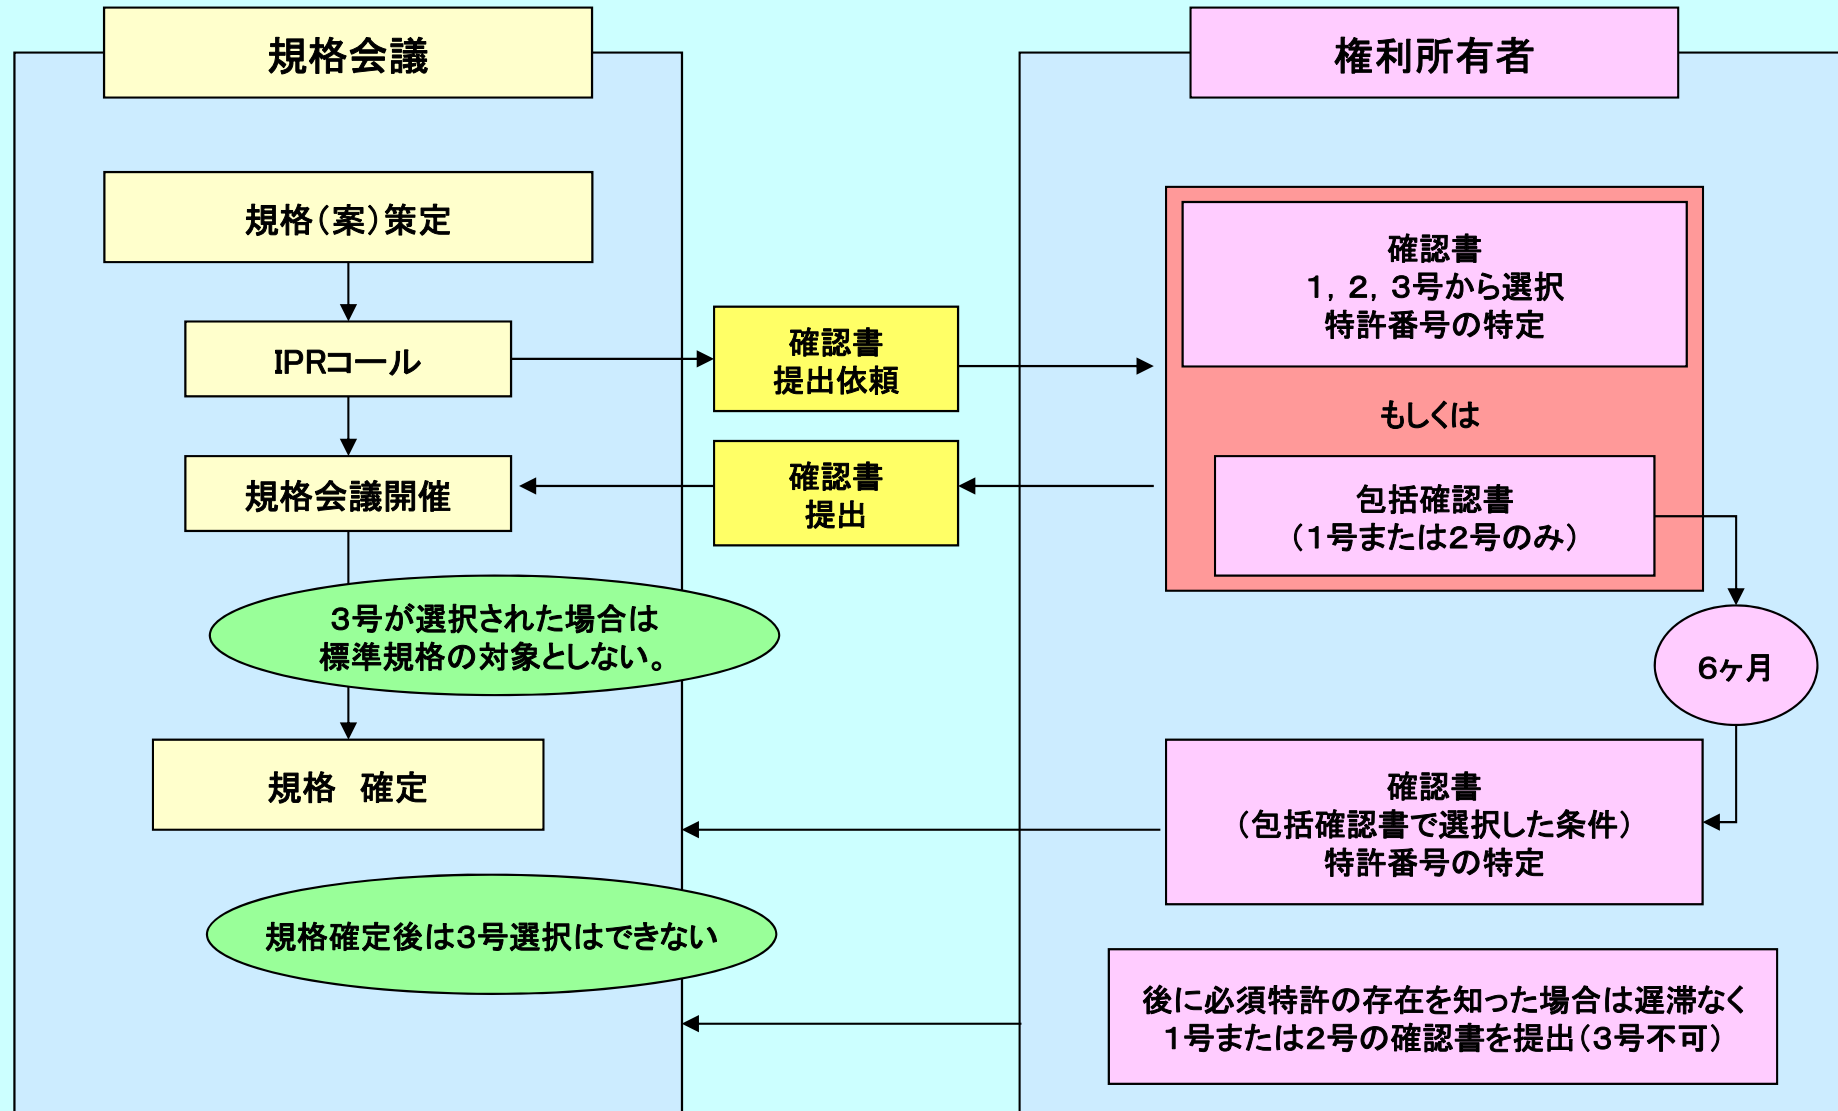 規格会議
権利所有者
規格（案）策定
IPRコール
規格会議開催
３号が選択された場合は
標準規格の対象としない。
規格　確定
規格確定後は３号選択はできない
確認書
提出依頼
確認書
提出
確認書
１，２，３号から選択
特許番号の特定
もしくは
包括確認書
（１号または２号のみ）
６ヶ月
確認書
（包括確認書で選択した条件）
特許番号の特定
後に必須特許の存在を知った場合は遅滞なく
１号または２号の確認書を提出（３号不可）